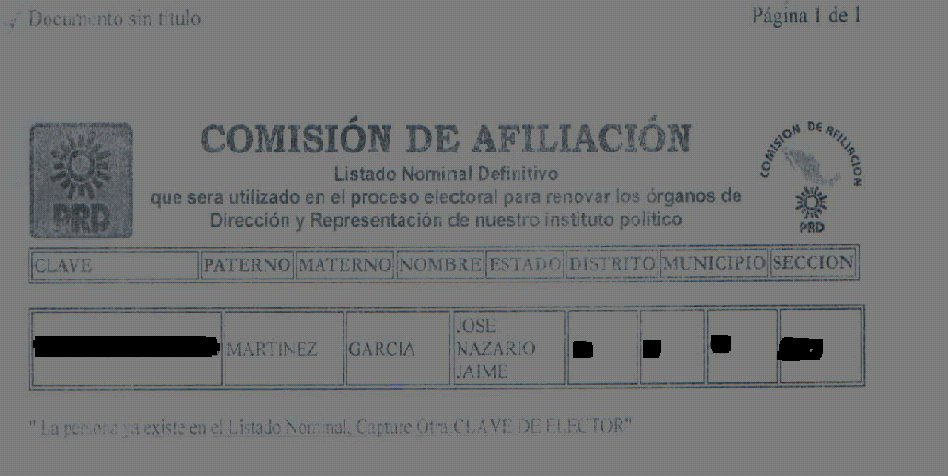 Documento sin titulo
Página 1 de 1
COMISIÓN DE AFILIACIÓN
Listado Nominal Definitivo
que sera utilizado en el proceso electoral para renovar los órganos de
Dirección y Representación de nuestro instituto politico
PRD
COMISION DE AFILIACION
PRD
CLAVE PATERNO MATERNO NOMBRE ESTADO DISTRITO MUNICIPIO SECCION
MARTINEZ GARCIA JOSE
NAZARIO
JAIME
" La persona ya existe en el Listado Nominal, Capture Otra CLAVE DE ELECTOR"